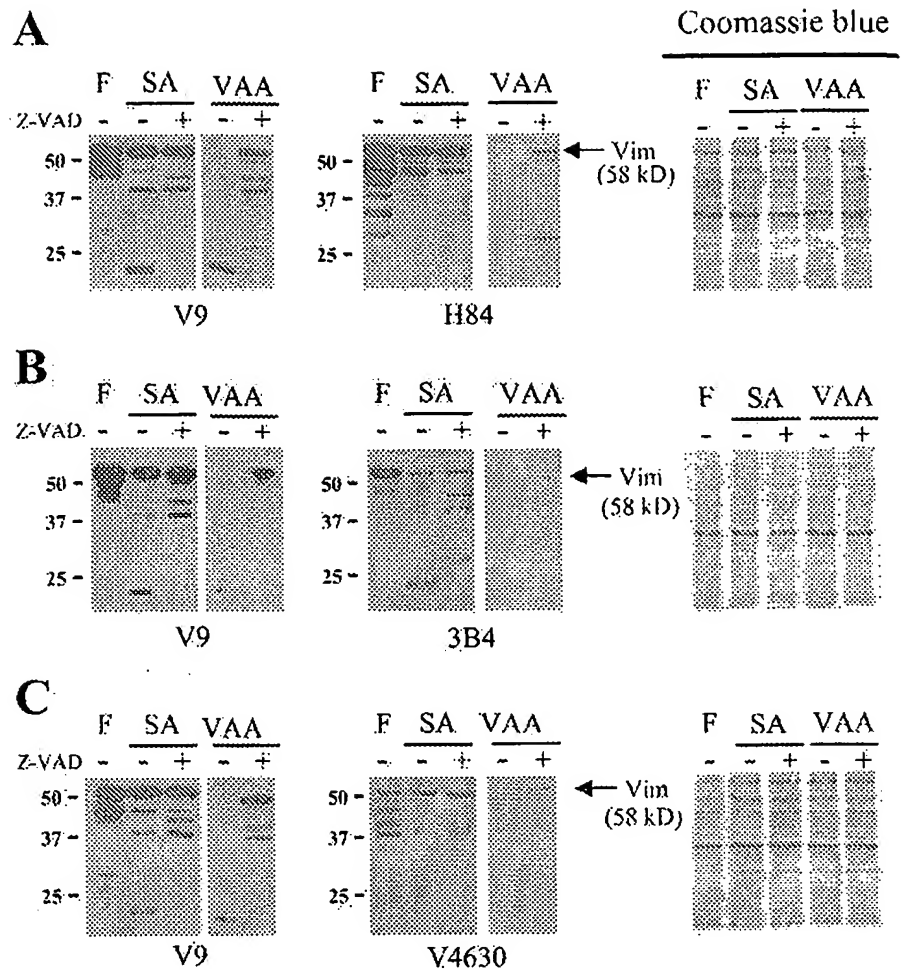 Coomassie blue
A
F SA VAA
Z-VAD - - + - +
50 -
37 -
25 -
V9
F SA VAA
- - + - +
50 -
37 -
25 -
Vim
(58 kD)
H84
SA VAA
F
- - + - +
B
F SA VAA
Z-VAD. - - + - +
50 -
37 -
25 -
V9
F SA VAA
- - + - +
50 -
37 -
25 -
Vim
(58 kD)
3B4
F SA VAA
- - + - +
C
F SA VAA
Z-VAD - - + - +
50 -
37 -
25 -
V9
F SA VAA
- - + - +
50 -
37 -
25 -
Vim
(58 kD)
V4630
F SA VAA
- - + - +